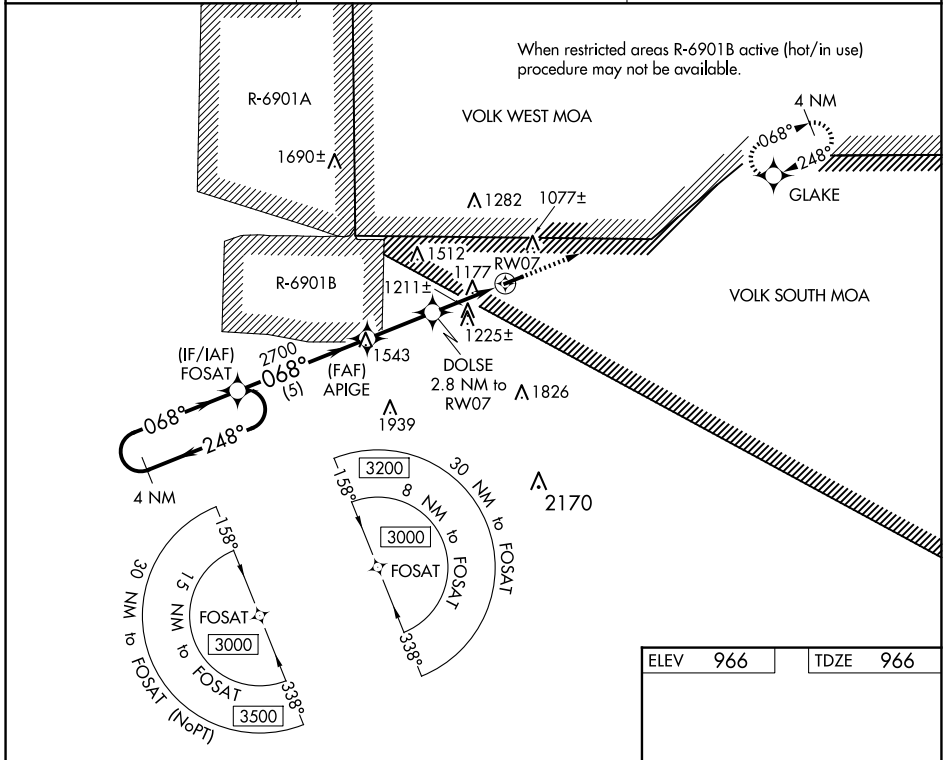 When restricted areas R-6901B active (hot/in use)
procedure may not be available.
R-6901A
VOLK WEST MOA
4 NM
068°
248°
GLAKE
1690±
1282
1077±
1512
RW07
1177
R-6901B
1211±
VOLK SOUTH MOA
1225±
1543
(IF/IAF)
FOSAT
2700
068°
(5)
(FAF)
APIGE
DOLSE
2.8 NM to
RW07
1826
1939
068°
248°
4 NM
2170
3200
30 NM to FOSAT
158°
8 NM to FOSAT
3000
FOSAT
338°
158°
30 NM to FOSAT (NoPT)
15 NM to FOSAT
FOSAT
3000
338°
3500
ELEV 966
TDZE 966